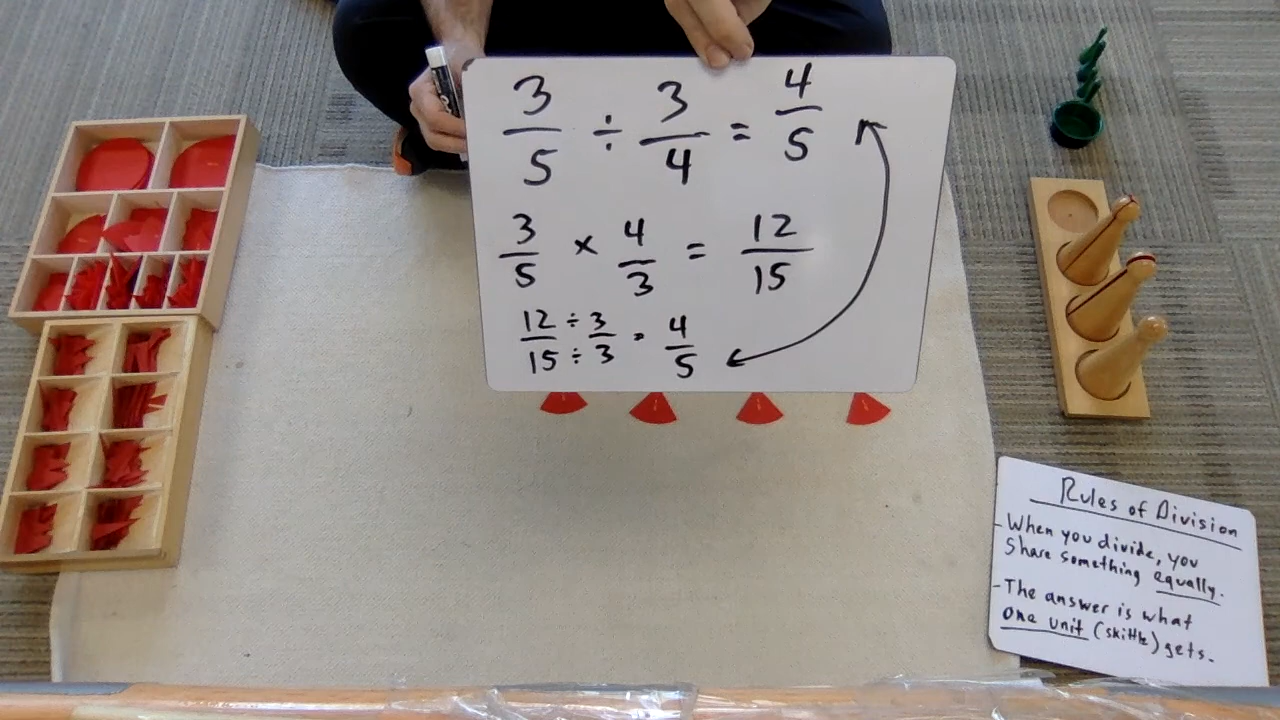 3/5 ÷ 3/4 = 4/5
3/5 × 4/3 = 12/15
12/15 ÷ 3/÷ 3 = 4/5
Rules of Division
- When you divide, you
Share something equally.
- The answer is what
one unit (skittle) gets.